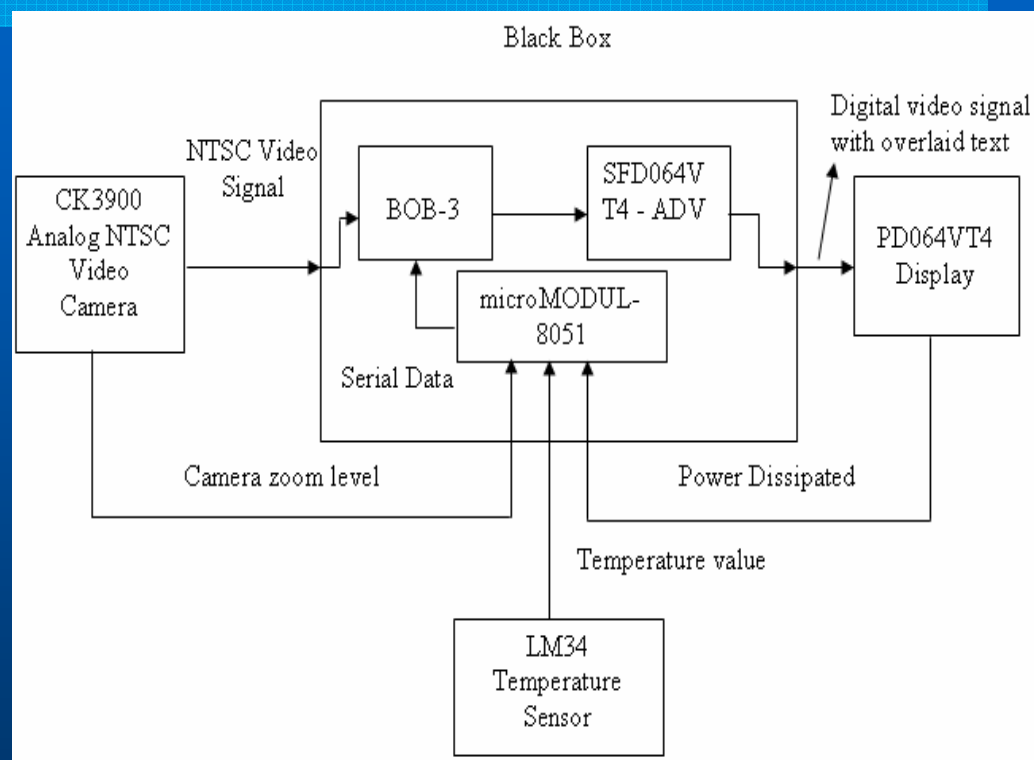 Black Box
Digital video signal
with overlaid text
NTSC Video
Signal
CK3900
Analog NTSC
Video
Camera
BOB-3
SFD064V
T4 - ADV
PD064VT4
Display
microMODUL-
8051
Serial Data
Camera zoom level
Power Dissipated
Temperature value
LM34
Temperature
Sensor